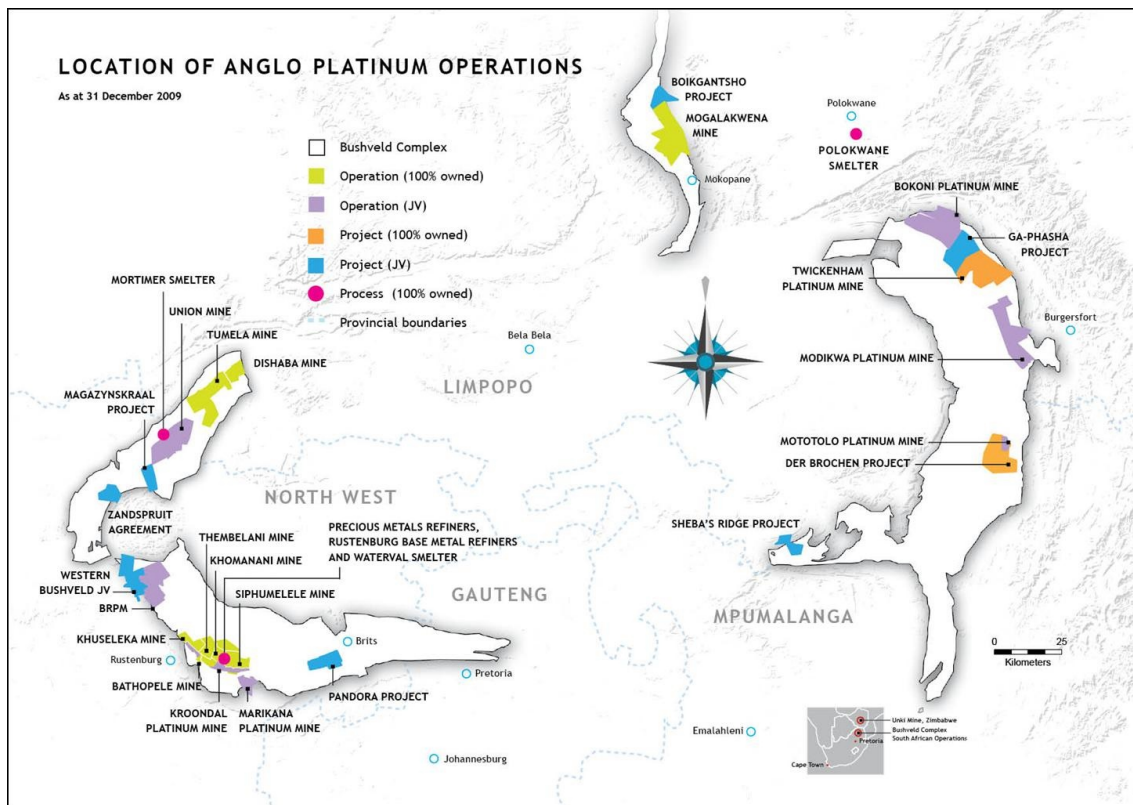 LOCATION OF ANGLO PLATINUM OPERATIONS
As at 31 December 2009
Bushveld Complex
Operation (100% owned)
Operation (JV)
Project (100% owned)
Project (JV)
Process (100% owned)
Provincial boundaries
BOIKGANTSHO
PROJECT
MOGALAKWENA
MINE
Mokopane
Polokwane
POLOKWANE
SMELTER
BOKONI PLATINUM MINE
GA-PHASHA
PROJECT
TWICKENHAM
PLATINUM MINE
Burgersfort
MODIKWA PLATINUM MINE
MOTOTOLO PLATINUM MINE
DER BROCHEN PROJECT
SHEBA'S RIDGE PROJECT
MORTIMER SMELTER
UNION MINE
TUMELA MINE
DISHABA MINE
MAGAZYNSKRAAL
PROJECT
Bela Bela
LIMPOPO
NORTH WEST
ZANDSPRUIT
AGREEMENT
THEMBELANI MINE
KHOMANANI MINE
PRECIOUS METALS REFINERS,
RUSTENBURG BASE METAL REFINERS
AND WATERVAL SMELTER
SIPHUMELELE MINE
WESTERN
BUSHVELD JV
BRPM
GAUTENG
MPUMALANGA
KHUSELEKA MINE
Rustenburg
BATHOPELE MINE
KROONDAL
PLATINUM MINE
MARIKANA
PLATINUM MINE
Brits
PANDORA PROJECT
Pretoria
Johannesburg
Emalahleni
0 25
Kilometers
Unki Mine, Zimbabwe
Bushveld Complex
South African Operations
Pretoria
Cape Town